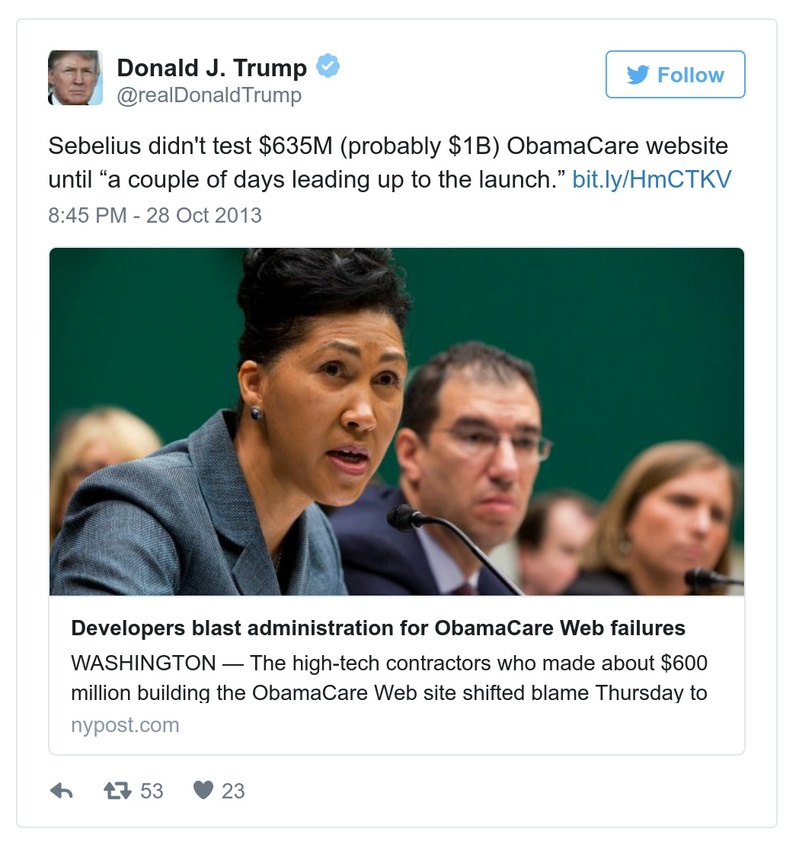 Donald J. Trump
@realDonaldTrump
Follow
Sebelius didn't test $635M (probably $1B) ObamaCare website
until “a couple of days leading up to the launch.” bit.ly/HmCTKV
8:45 PM - 28 Oct 2013
Developers blast administration for ObamaCare Web failures
WASHINGTON — The high-tech contractors who made about $600
million building the ObamaCare Web site shifted blame Thursday to
nypost.com
53 23